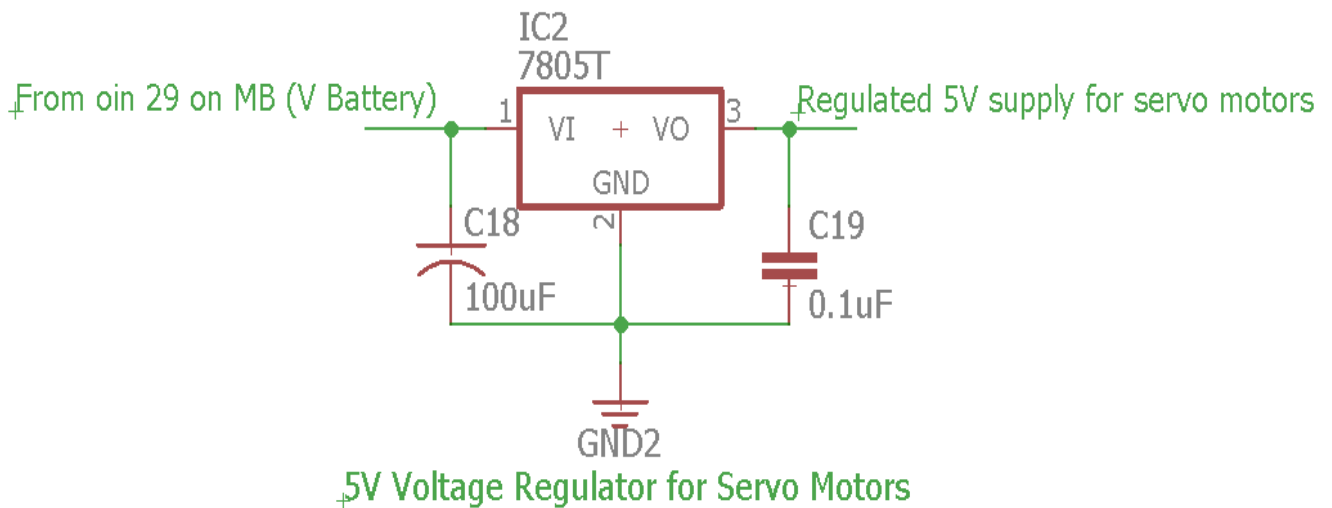 IC2
7805T
From oin 29 on MB (V Battery)
Regulated 5V supply for servo motors
1
VI
VO
3
GND
2
C18
100uF
C19
0.1uF
GND2
5V Voltage Regulator for Servo Motors